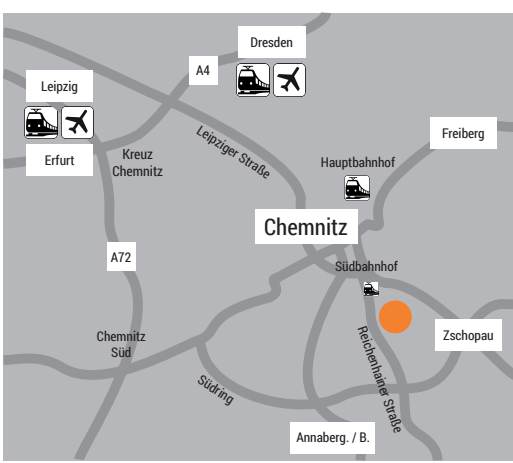 Dresden
A4
Leipzig
Leipziger Straße
Freiberg
Erfurt
Kreuz
Chemnitz
Hauptbahnhof
Chemnitz
A72
Südbahnhof
Chemnitz
Süd
Zschopau
Reichenhainer Straße
Südring
Annaberg. / B.